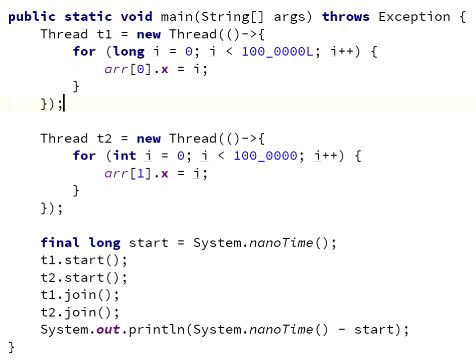 public static void main(String[] args) throws Exception {
    Thread t1 = new Thread(()->{
        for (long i = 0; i < 100_0000L; i++) {
            arr[0].x = i;
        }
    });

    Thread t2 = new Thread(()->{
        for (int i = 0; i < 100_0000; i++) {
            arr[1].x = i;
        }
    });

    final long start = System.nanoTime();
    t1.start();
    t2.start();
    t1.join();
    t2.join();
    System.out.println(System.nanoTime() - start);
}